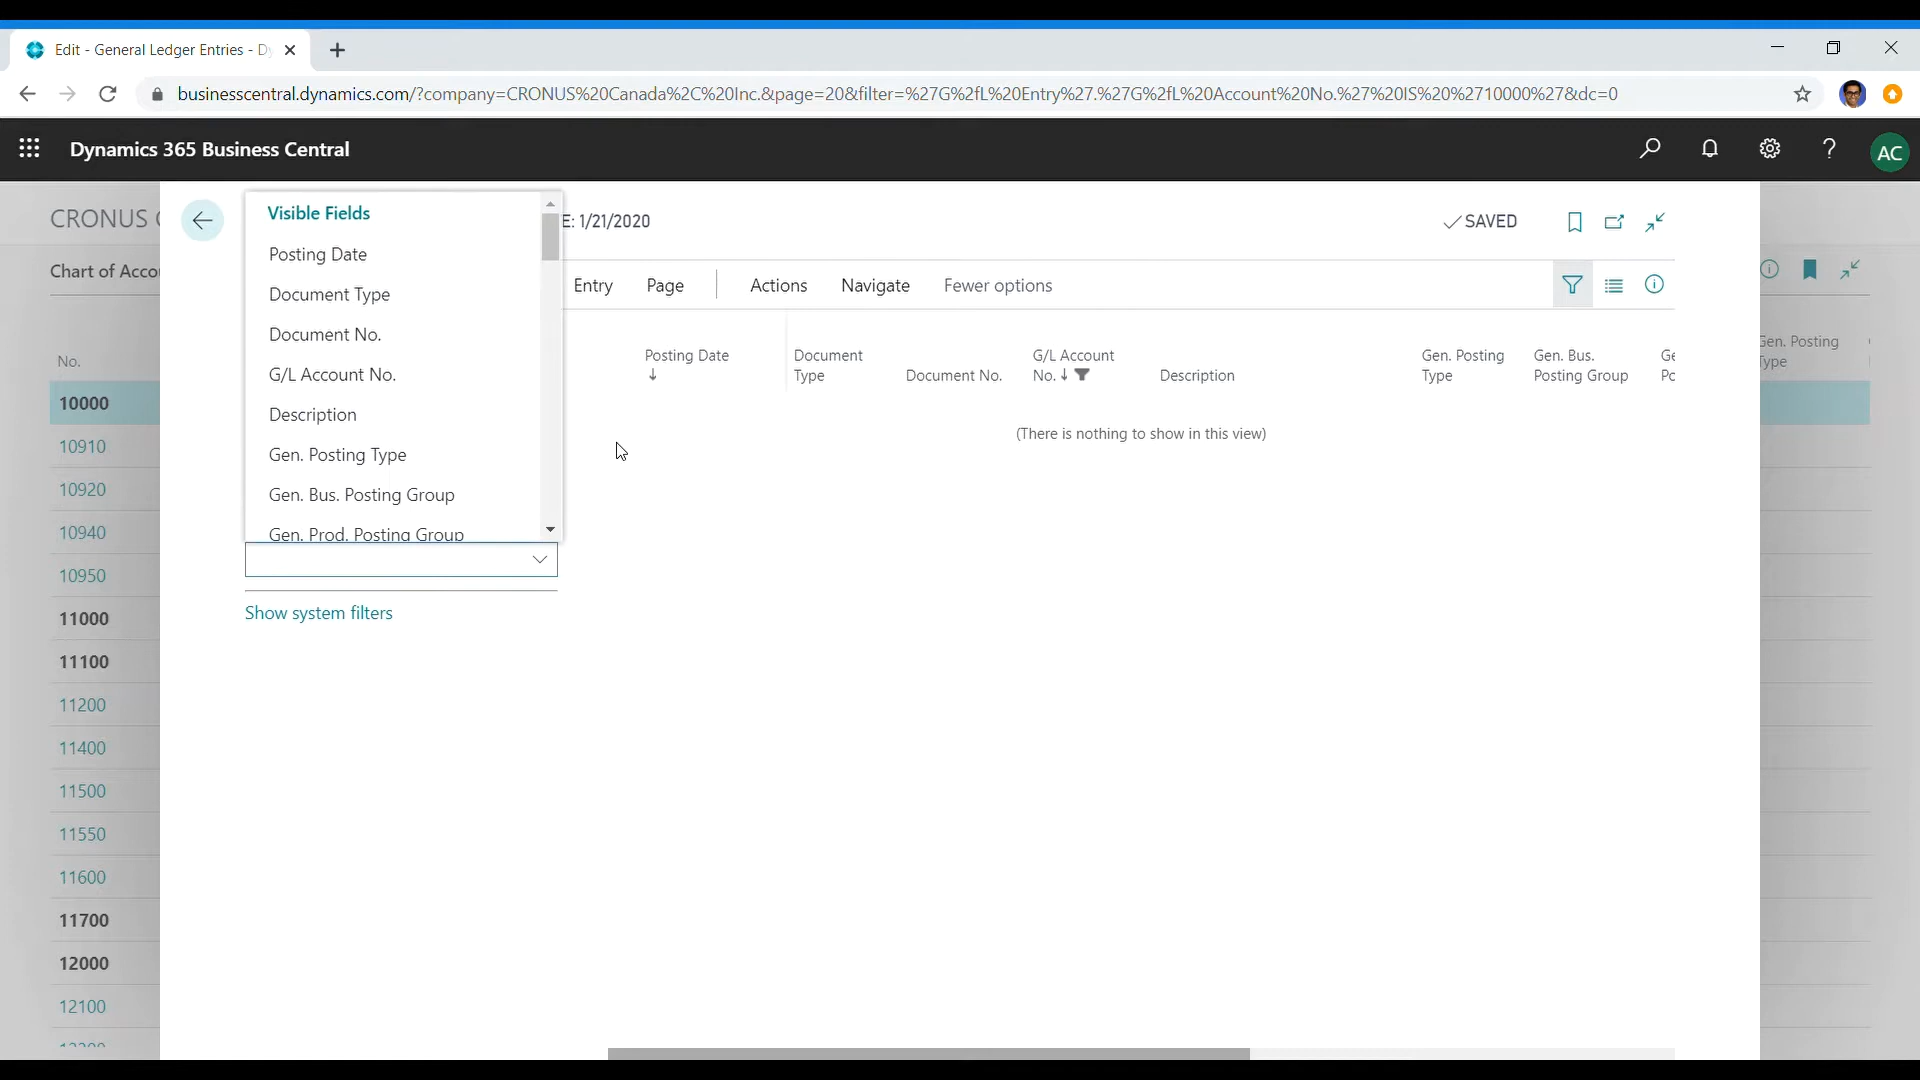 Edit - General Ledger Entries - Dy
businesscentral.dynamics.com/?company=CRONUS%20Canada%2C%20Inc.&page=20&filter=%27G%2fL%20Entry%27.%27G%2fL%20Account%20No.%27%20IS%20%2710000%27&dc=0
Dynamics 365 Business Central
AC
CRONUS
E: 1/21/2020
SAVED
Chart of Accou
Entry Page Actions Navigate Fewer options
Visible Fields
Posting Date
Document Type
Document No.
G/L Account No.
Description
Gen. Posting Type
Gen. Bus. Posting Group
Gen. Prod. Posting Group
Show system filters
Posting Date
Document Type
Document No.
G/L Account No.
Description
Gen. Posting Type
Gen. Bus. Posting Group
Ge
Po
(There is nothing to show in this view)
Gen. Posting
Type
No.
10000
10910
10920
10940
10950
11000
11100
11200
11400
11500
11550
11600
11700
12000
12100